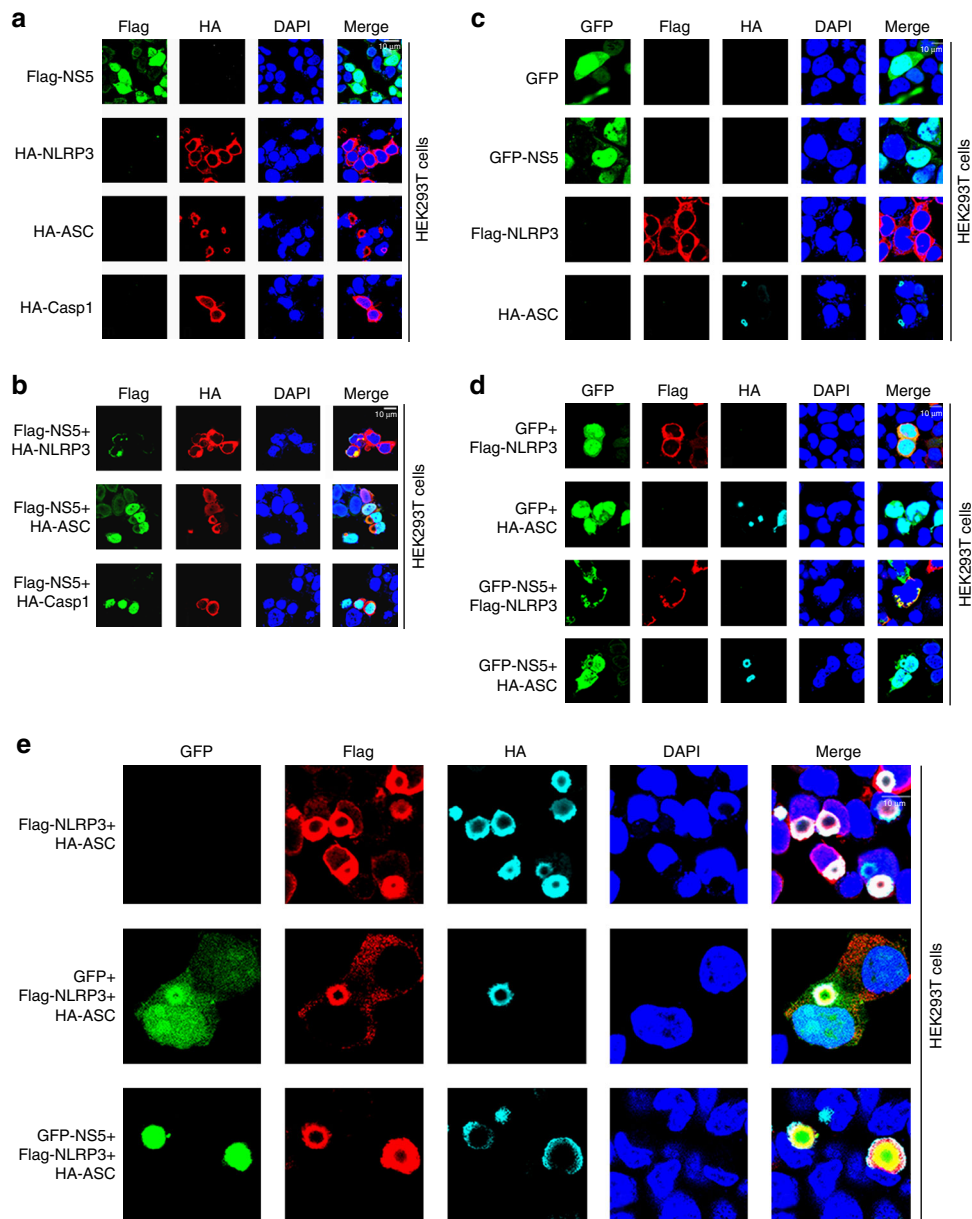 a
Flag HA DAPI Merge
10 μm
Flag-NS5
HA-NLRP3
HA-ASC
HA-Casp1
HEK293T cells
b
Flag HA DAPI Merge
10 μm
Flag-NS5+
HA-NLRP3
Flag-NS5+
HA-ASC
Flag-NS5+
HA-Casp1
HEK293T cells
c
GFP Flag HA DAPI Merge
10 μm
GFP
GFP-NS5
Flag-NLRP3
HA-ASC
HEK293T cells
d
GFP Flag HA DAPI Merge
10 μm
GFP+
Flag-NLRP3
GFP+
HA-ASC
GFP-NS5+
Flag-NLRP3
GFP-NS5+
HA-ASC
HEK293T cells
e
GFP Flag HA DAPI Merge
10 μm
Flag-NLRP3+
HA-ASC
GFP+
Flag-NLRP3+
HA-ASC
GFP-NS5+
Flag-NLRP3+
HA-ASC
HEK293T cells